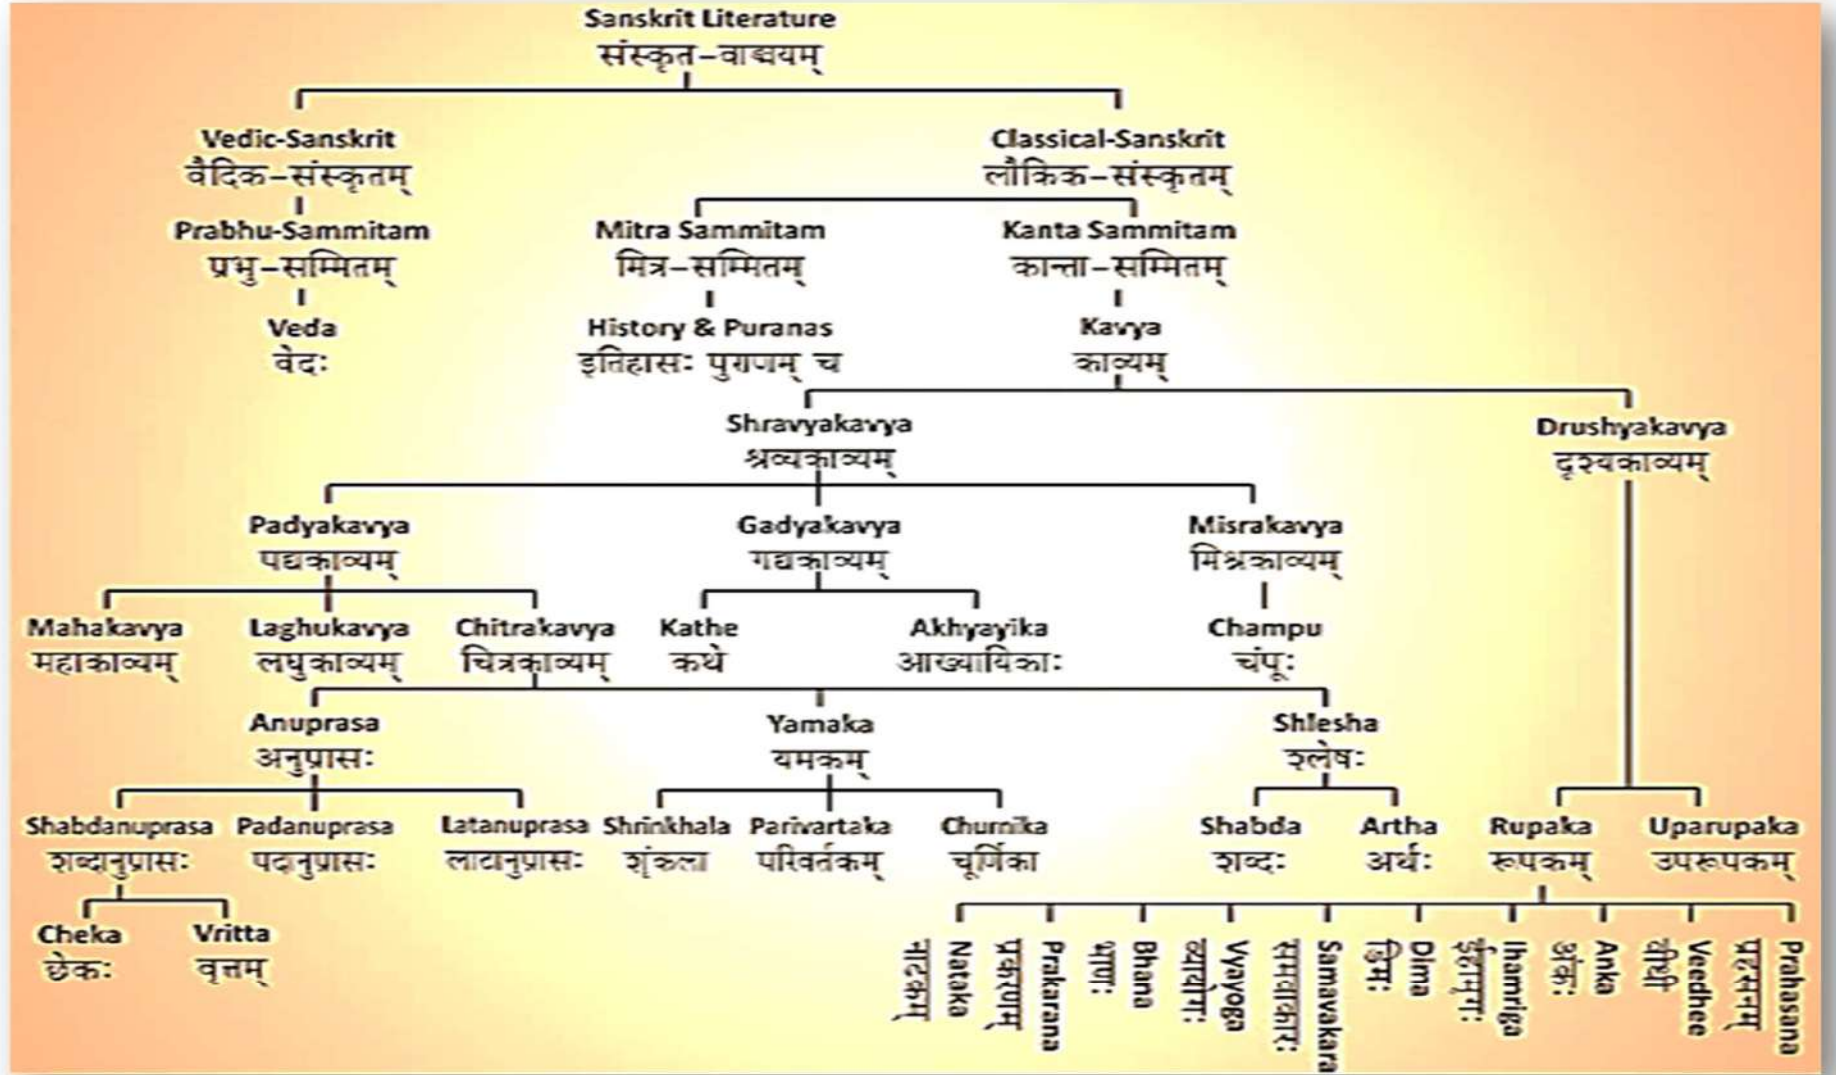 Sanskrit Literature
संस्कृत-वाङ्मयम्
Vedic-Sanskrit
वैदिक-संस्कृतम्
Classical-Sanskrit
लौकिक-संस्कृतम्
Prabhu-Sammitam
प्रभु-सम्मितम्
Mitra Sammitam
मित्र-सम्मितम्
Kanta Sammitam
कान्ता-सम्मितम्
Veda
वेदः
History & Puranas
इतिहासः पुराणम् च
Kavya
काव्यम्
Shravyakavya
श्रव्यकाव्यम्
Drushyakavya
दृश्यकाव्यम्
Padyakavya
पद्यकाव्यम्
Gadyakavya
गद्यकाव्यम्
Misrakavya
मिश्रकाव्यम्
Mahakavya
महाकाव्यम्
Laghukavya
लघुकाव्यम्
Chitrakavya
चित्रकाव्यम्
Kathe
कथे
Akhyayika
आख्यायिकाः
Champu
चंपूः
Anuprasa
अनुप्रासः
Yamaka
यमकम्
Shlesha
श्लेषः
Shabdanuprasa
शब्दानुप्रासः
Padanuprasa
पदानुप्रासः
Latanuprasa
लाटानुप्रासः
Shrinkhala
शृंकला
Parivartaka
परिवर्तकम्
Churnika
चूर्णिका
Shabda
शब्दः
Artha
अर्थः
Rupaka
रूपकम्
Uparupaka
उपरूपकम्
Cheka
छेकः
Vritta
वृत्तम्
Nataka
नाटकम्
Prakarana
प्रकरणम्
Bhana
भाणः
Vyayoga
व्यायोगः
Samavakara
समवाकारः
Dima
डिमः
Ihamriga
ईहामृगः
Anka
अंकः
Veedhee
वीथी
Prahasana
प्रहसनम्